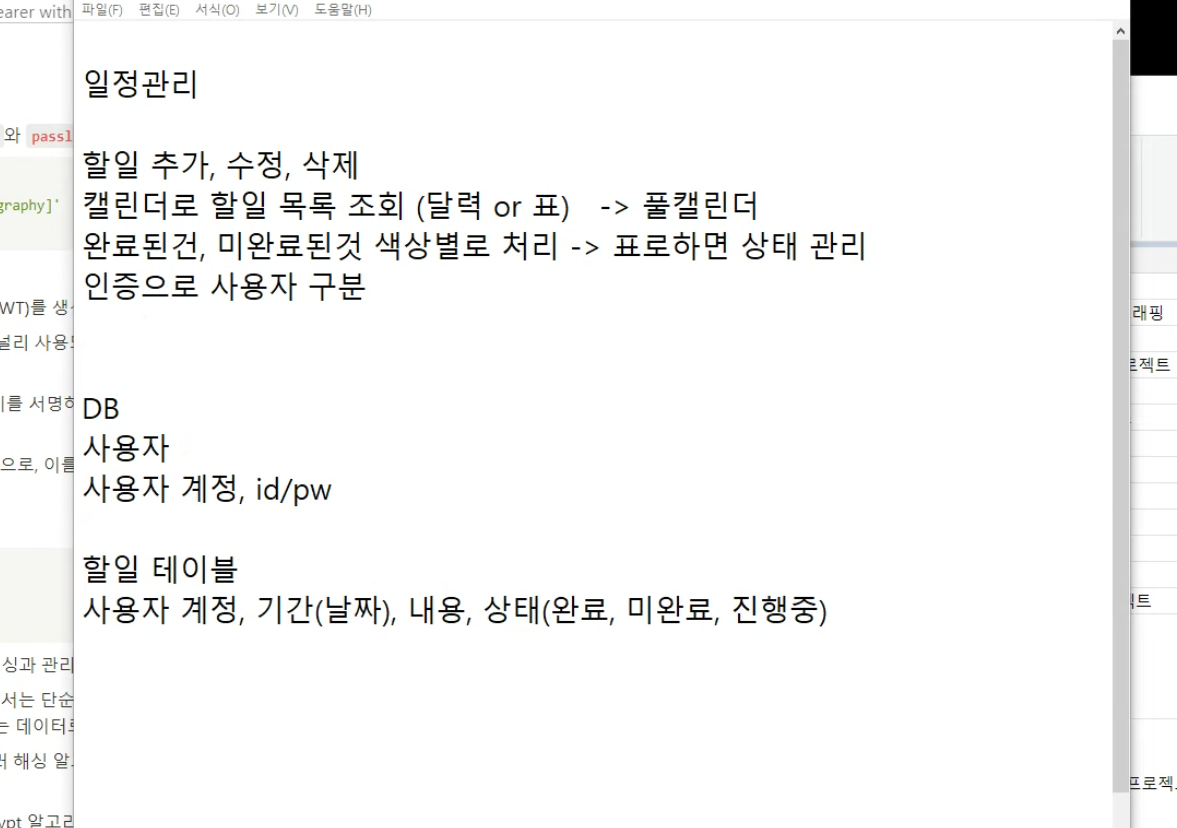 earer with
파일(F) 편집(E) 서식(O) 보기(V) 도움말(H)
일정관리
와 passl
할일 추가, 수정, 삭제
graphy]'
캘린더로 할일 목록 조회 (달력 or 표) -> 풀캘린더
완료된건, 미완료된것 색상별로 처리 -> 표로하면 상태 관리
인증으로 사용자 구분
WT)를 생
래핑
널리 사용
로젝트
를 서명하
DB
사용자
으로, 이를
사용자 계정, id/pw
할일 테이블
사용자 계정, 기간(날짜), 내용, 상태(완료, 미완료, 진행중)
싱과 관리
서는 단순
는 데이터로
해싱 알
프로젝
ypt 알고리